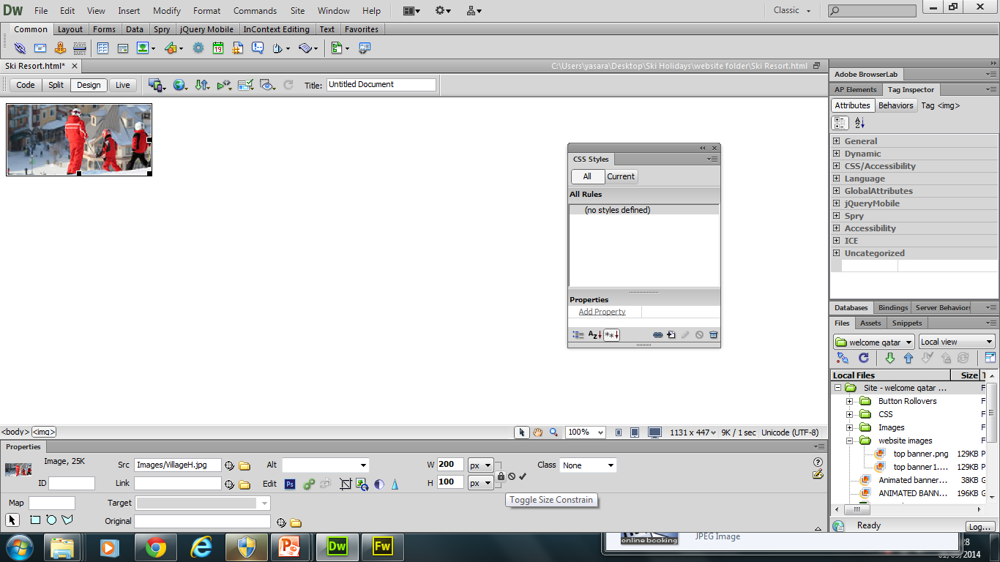 Dw File Edit View Insert Modify Format Commands Site Window Help Classic
Common Layout Forms Data Spry jQuery Mobile InContext Editing Text Favorites
19
Ski Resort.html* C:\Users\yasara\Desktop\Ski Holidays\website folder\Ski Resort.html
Code Split Design Live Title: Untitled Document
Adobe BrowserLab
AP Elements Tag Inspector
Attributes Behaviors Tag <img>
General
Dynamic
CSS/Accessibility
Language
GlobalAttributes
jQueryMobile
Spry
Accessibility
ICE
Uncategorized
CSS Styles
All Current
All Rules
(no styles defined)
Properties
Add Property
Databases Bindings Server Behaviors
Files Assets Snippets
welcome qatar Local view
Local Files Size
Site - welcome qatar ... F
Button Rollovers F
CSS F
Images F
website images F
top banner.png 129KB F
top banner1.... 129KB F
Animated banner... 38KB G
ANIMATED BANN... 196KB G
Ready Log...
<body> <img> 100% 1131 x 447 9K / 1 sec Unicode (UTF-8)
Properties
Image, 25K Src Images/VillageH.jpg Alt W 200 px Class None
ID Link Edit Ps H 100 px
Toggle Size Constrain
Map Target
Original
Dw Fw
online booking JPEG Image